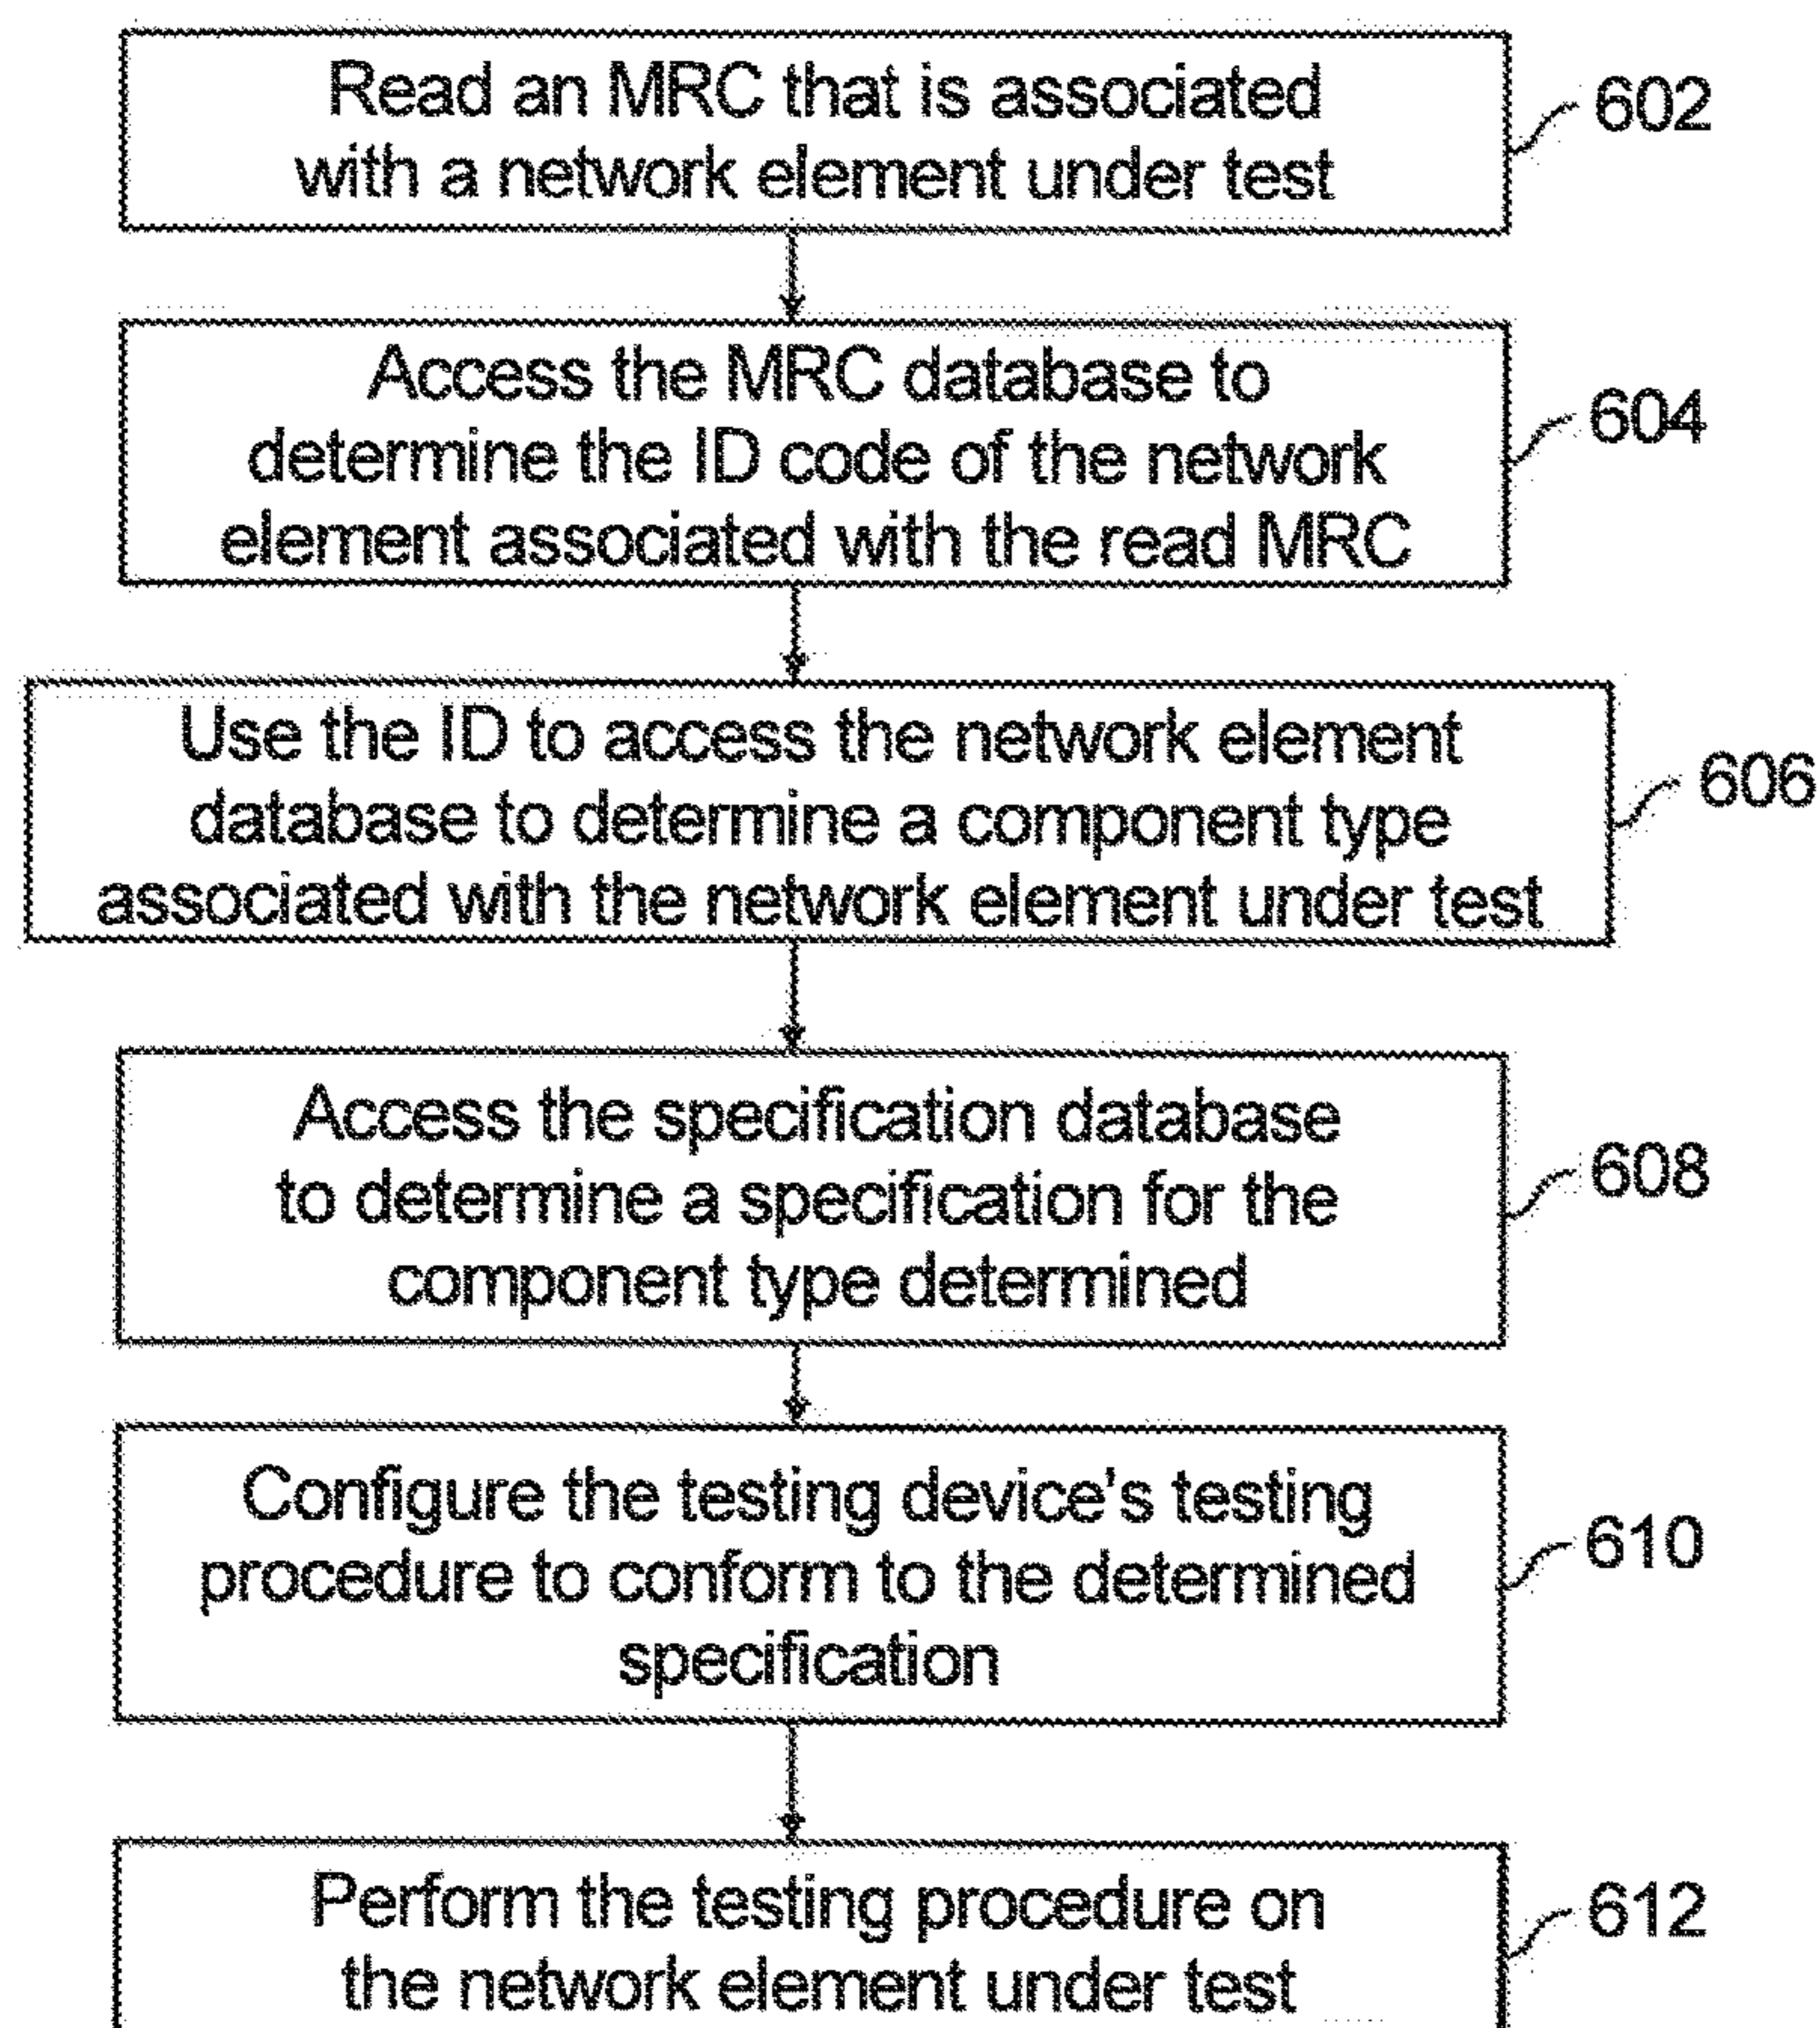 Read an MRC that is associated
with a network element under test
602
Access the MRC database to
determine the ID code of the network
element associated with the read MRC
604
Use the ID to access the network element
database to determine a component type
associated with the network element under test
606
Access the specification database
to determine a specification for the
component type determined
608
Configure the testing device's testing
procedure to conform to the determined
specification
610
Perform the testing procedure on
the network element under test
612